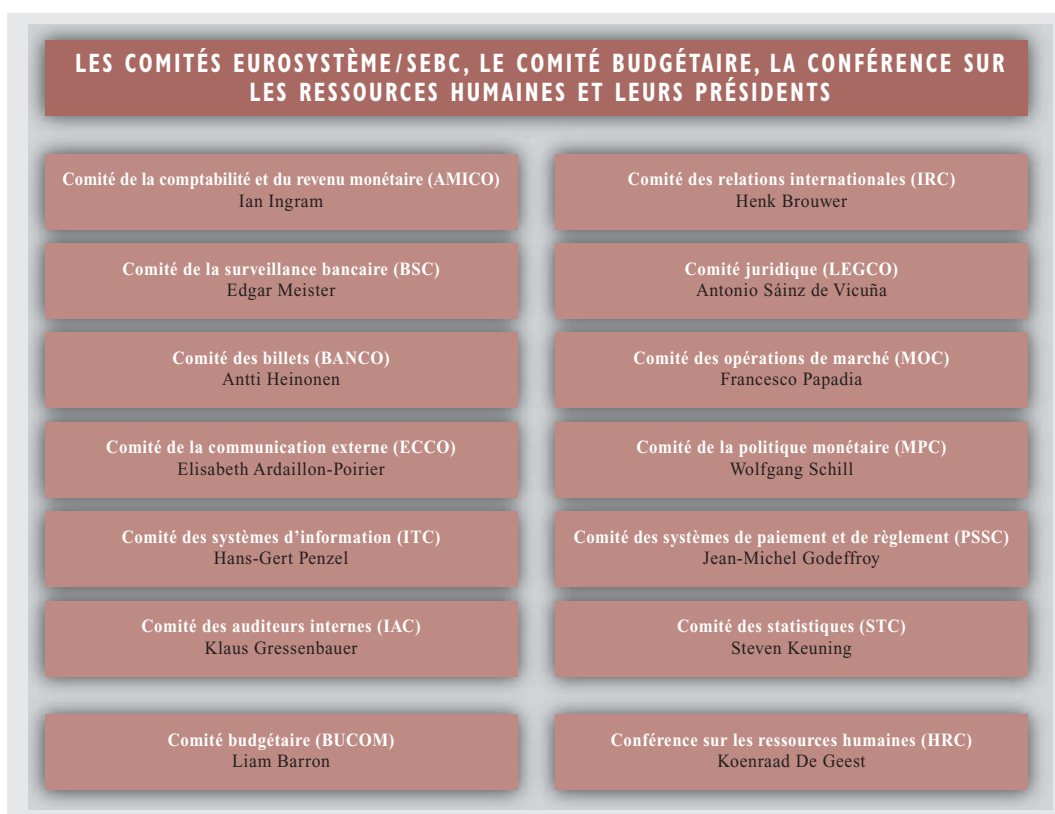 LES COMITÉS EUROSYSTÈME/SEBC, LE COMITÉ BUDGÉTAIRE, LA CONFÉRENCE SUR
LES RESSOURCES HUMAINES ET LEURS PRÉSIDENTS
Comité de la comptabilité et du revenu monétaire (AMICO)
Ian Ingram
Comité des relations internationales (IRC)
Henk Brouwer
Comité de la surveillance bancaire (BSC)
Edgar Meister
Comité juridique (LEGCO)
Antonio Sáinz de Vicuña
Comité des billets (BANCO)
Antti Heinonen
Comité des opérations de marché (MOC)
Francesco Papadia
Comité de la communication externe (ECCO)
Elisabeth Ardaillon-Poirier
Comité de la politique monétaire (MPC)
Wolfgang Schill
Comité des systèmes d’information (ITC)
Hans-Gert Penzel
Comité des systèmes de paiement et de règlement (PSSC)
Jean-Michel Godeffroy
Comité des auditeurs internes (IAC)
Klaus Gressenbauer
Comité des statistiques (STC)
Steven Keuning
Comité budgétaire (BUCOM)
Liam Barron
Conférence sur les ressources humaines (HRC)
Koenraad De Geest